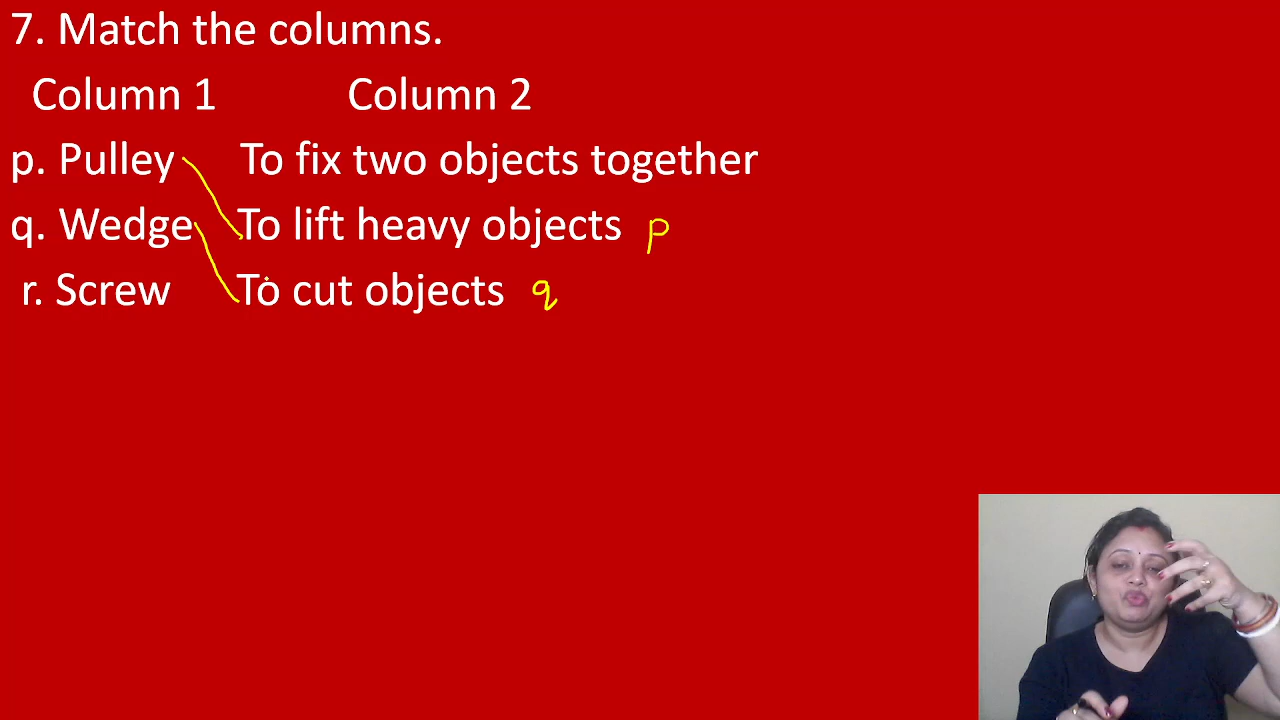 7. Match the columns.
Column 1 Column 2
p. Pulley To fix two objects together
q. Wedge To lift heavy objects p
r. Screw To cut objects q